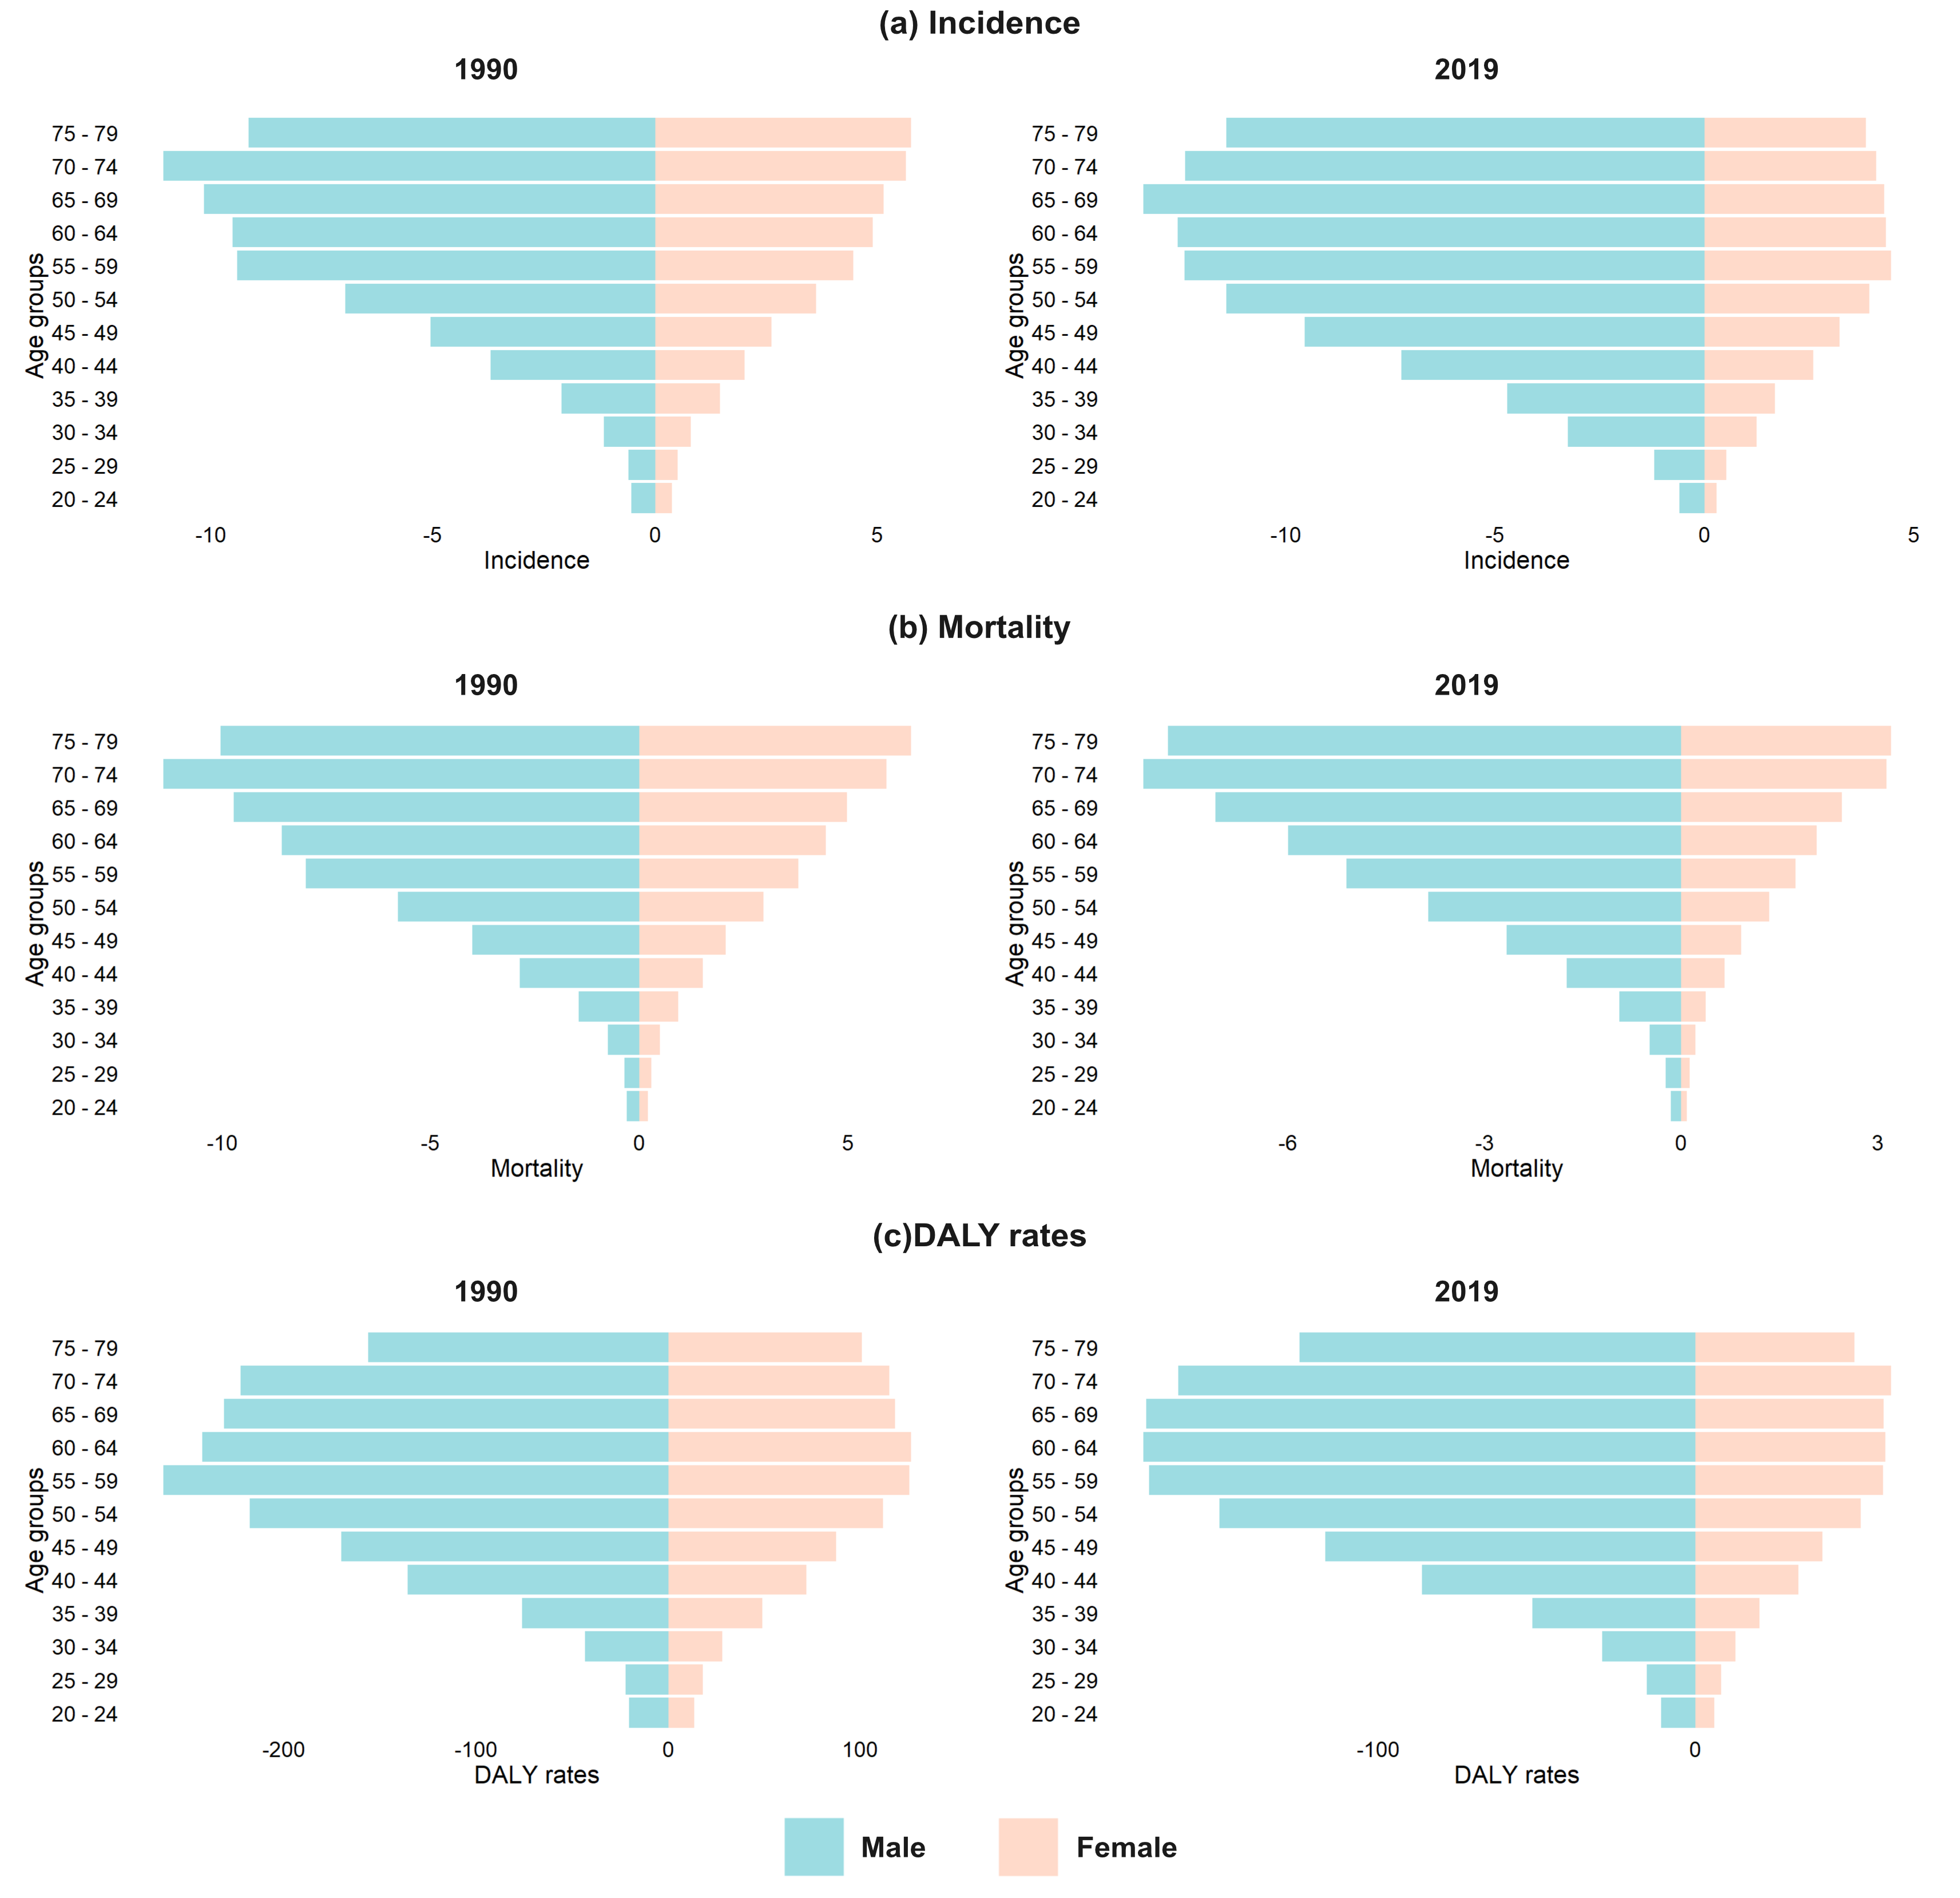 (a) Incidence
1990
75 - 79
70 - 74
65 - 69
60 - 64
55 - 59
50 - 54
45 - 49
40 - 44
35 - 39
30 - 34
25 - 29
20 - 24
Age groups
-10 -5 0 5
Incidence
2019
75 - 79
70 - 74
65 - 69
60 - 64
55 - 59
50 - 54
45 - 49
40 - 44
35 - 39
30 - 34
25 - 29
20 - 24
Age groups
-10 -5 0 5
Incidence
(b) Mortality
1990
75 - 79
70 - 74
65 - 69
60 - 64
55 - 59
50 - 54
45 - 49
40 - 44
35 - 39
30 - 34
25 - 29
20 - 24
Age groups
-10 -5 0 5
Mortality
2019
75 - 79
70 - 74
65 - 69
60 - 64
55 - 59
50 - 54
45 - 49
40 - 44
35 - 39
30 - 34
25 - 29
20 - 24
Age groups
-6 -3 0 3
Mortality
(c)DALY rates
1990
75 - 79
70 - 74
65 - 69
60 - 64
55 - 59
50 - 54
45 - 49
40 - 44
35 - 39
30 - 34
25 - 29
20 - 24
Age groups
-200 -100 0 100
DALY rates
2019
75 - 79
70 - 74
65 - 69
60 - 64
55 - 59
50 - 54
45 - 49
40 - 44
35 - 39
30 - 34
25 - 29
20 - 24
Age groups
-100 0
DALY rates
Male Female